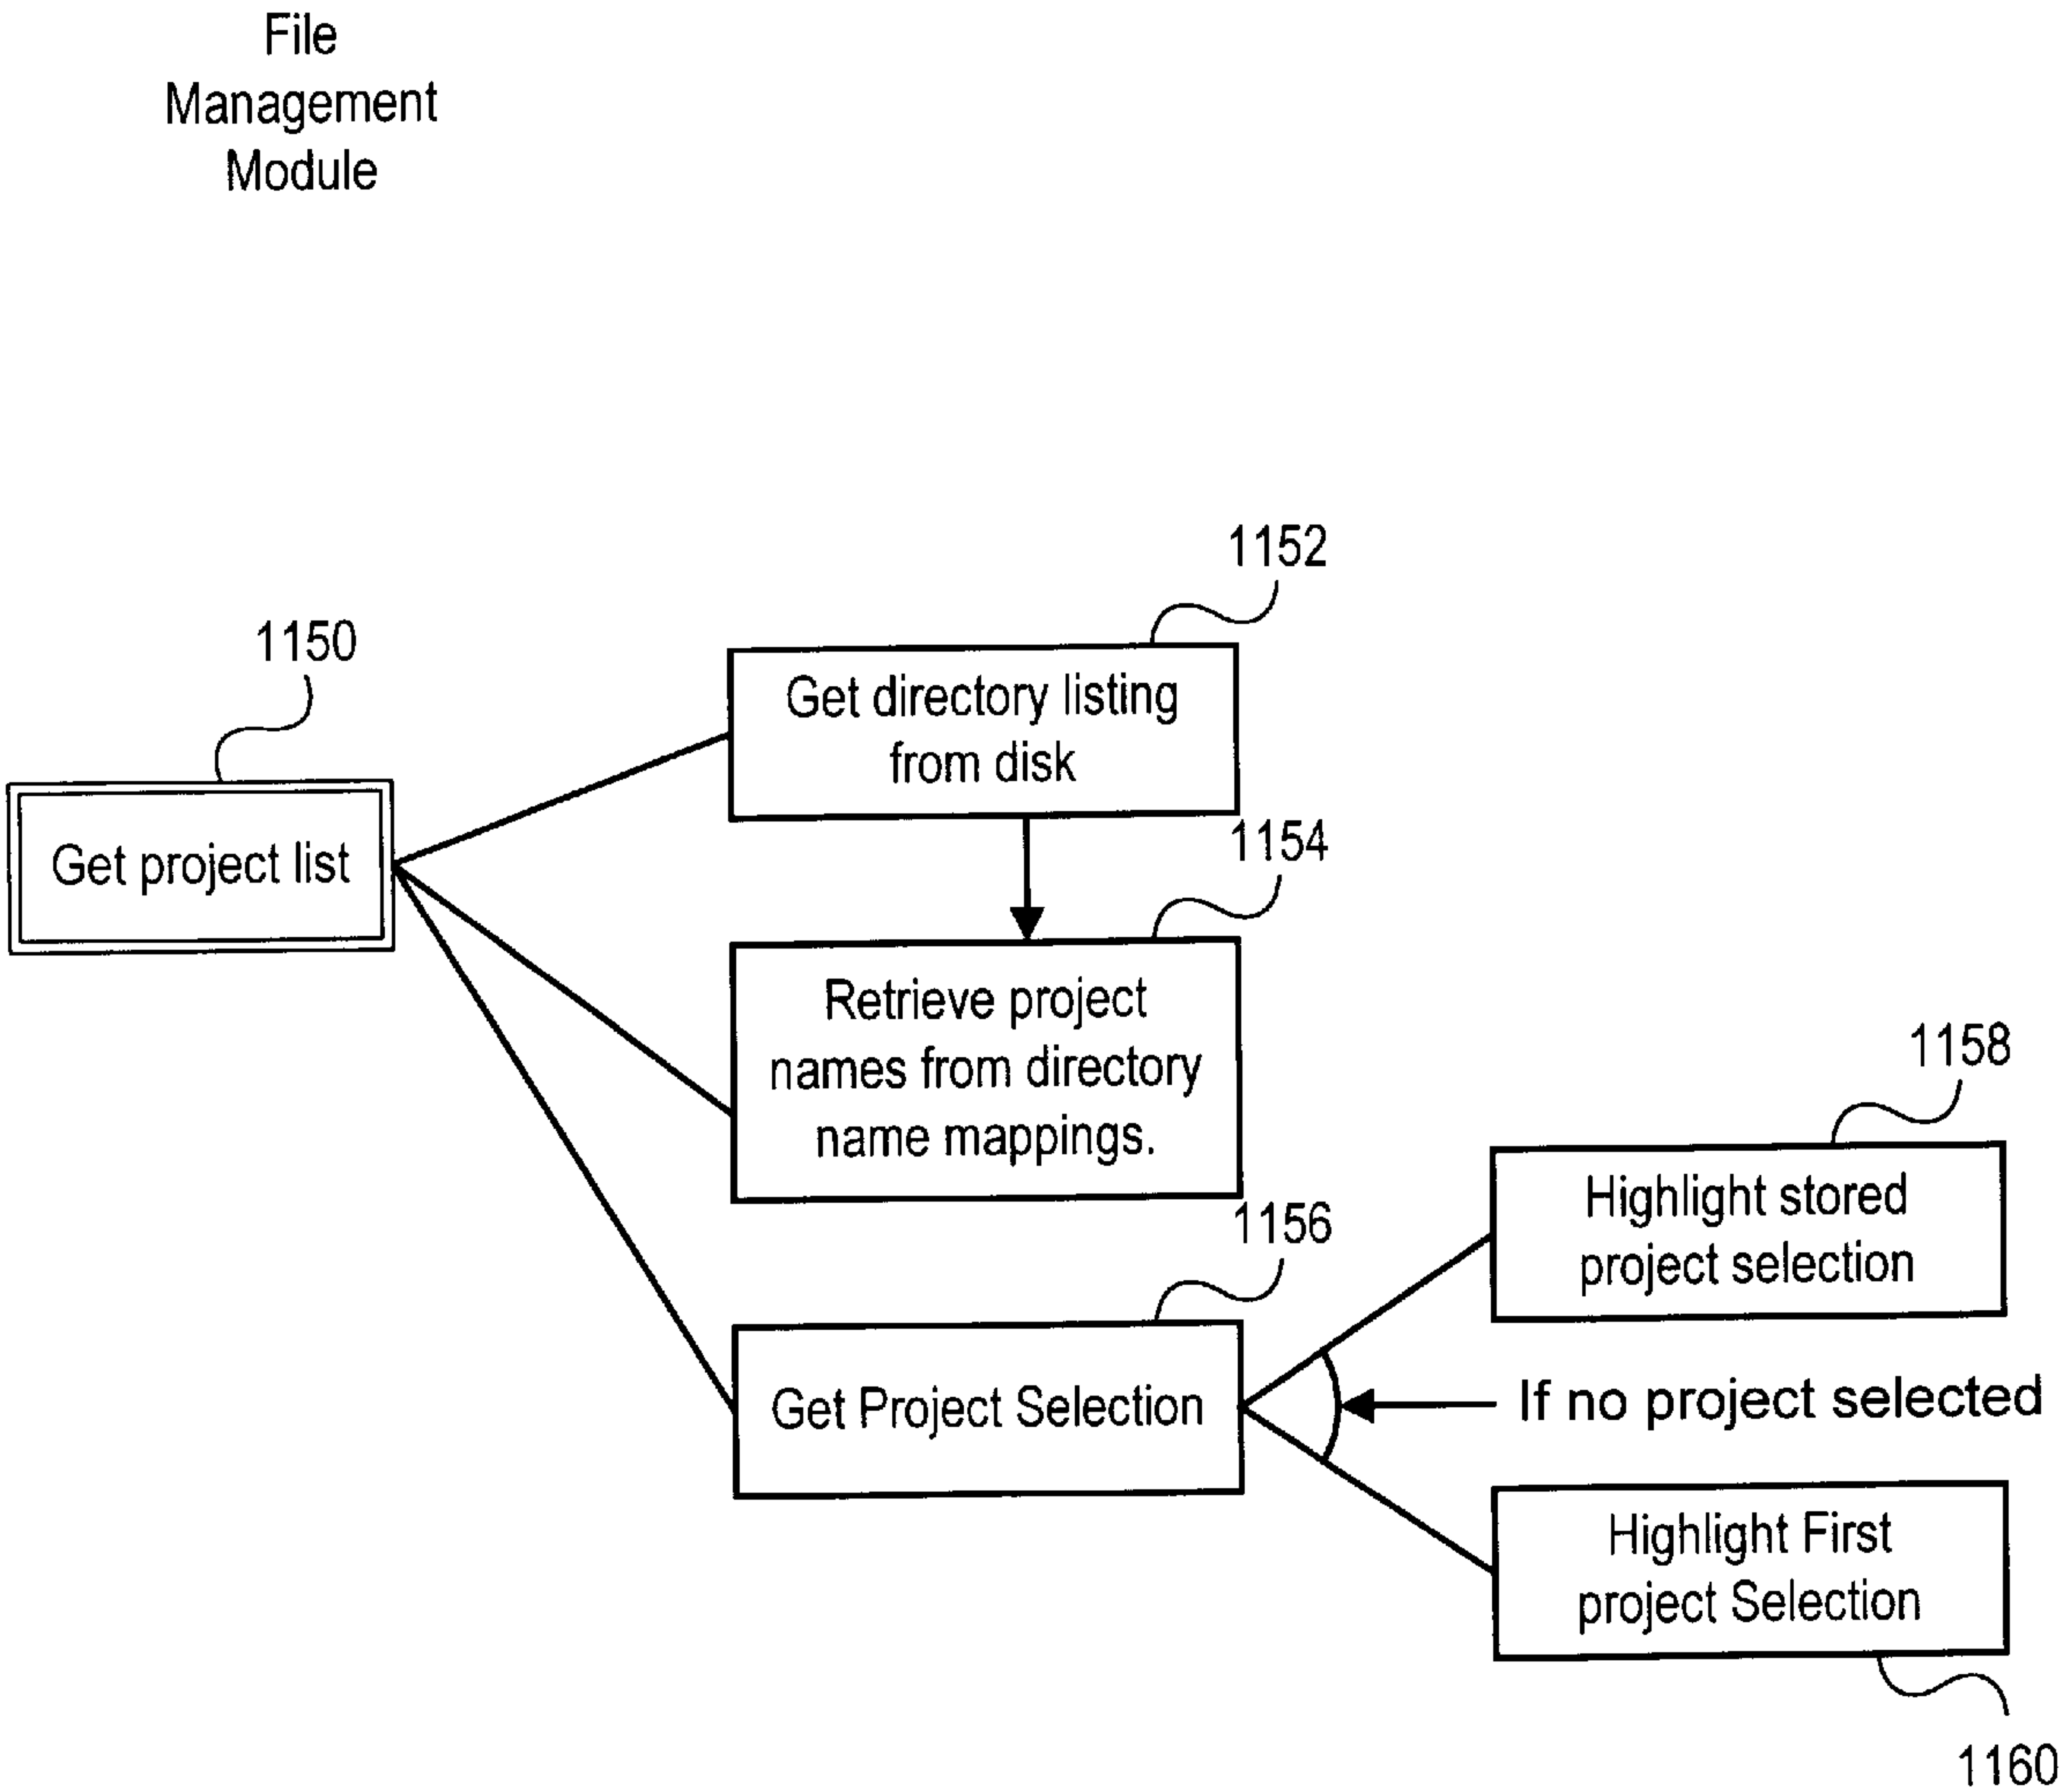 File
Management
Module
1152
1150
Get directory listing
from disk
Get project list
1154
Retrieve project
names from directory
name mappings.
1158
1156
Highlight stored
project selection
Get Project Selection
If no project selected
Highlight First
project Selection
1160